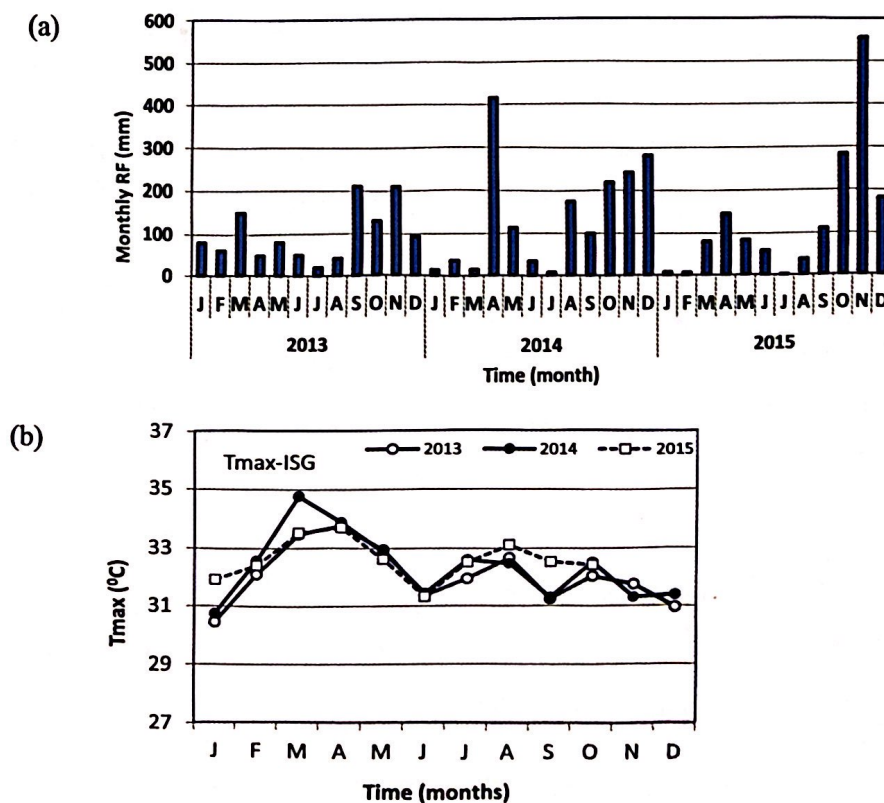 (a)
Monthly RF (mm)
600
500
400
300
200
100
0
J F M A M J J A S O N D J F M A M J J A S O N D J F M A M J J A S O N D
2013 2014 2015
Time (month)
(b)
Tmax-ISG 2013 2014 2015
Tmax (⁰C)
37
35
33
31
29
27
J F M A M J J A S O N D
Time (months)